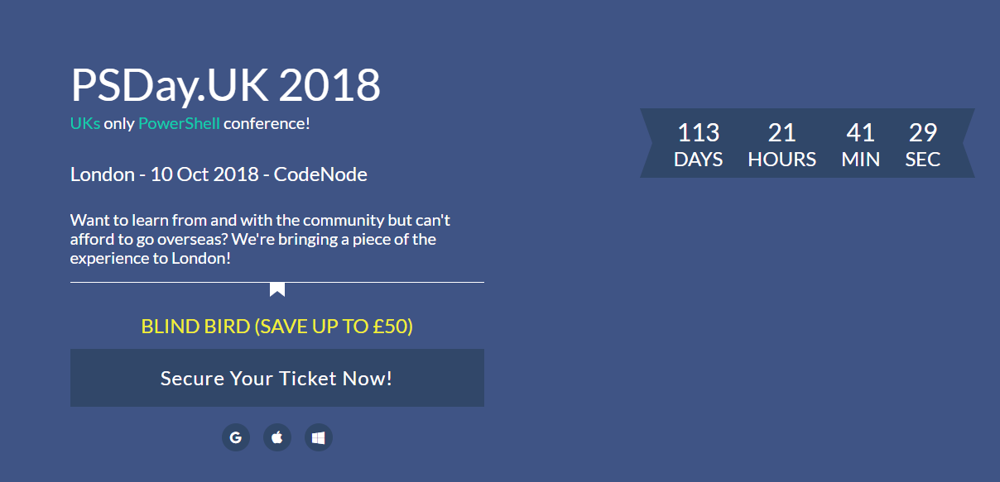 PSDay.UK 2018
UKs only PowerShell conference!
London - 10 Oct 2018 - CodeNode
Want to learn from and with the community but can't
afford to go overseas? We're bringing a piece of the
experience to London!
BLIND BIRD (SAVE UP TO £50)
Secure Your Ticket Now!
G
113 21 41 29
DAYS HOURS MIN SEC